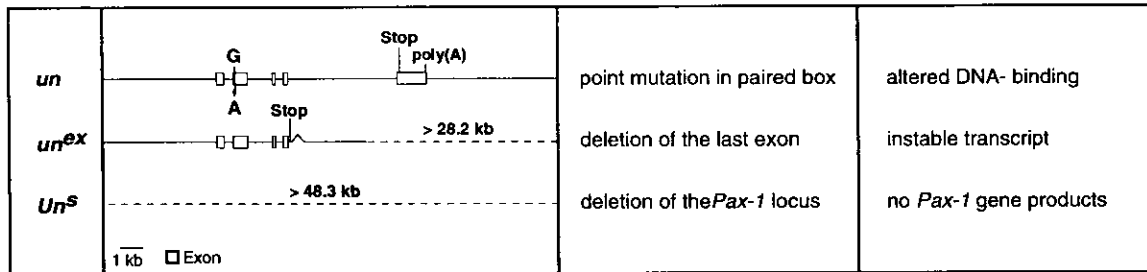 Stop
G
poly(A)
un
point mutation in paired box
altered DNA- binding
A
Stop
un^ex
> 28.2 kb
deletion of the last exon
instable transcript
> 48.3 kb
Un^s
deletion of thePax-1 locus
no Pax-1 gene products
1 kb
Exon